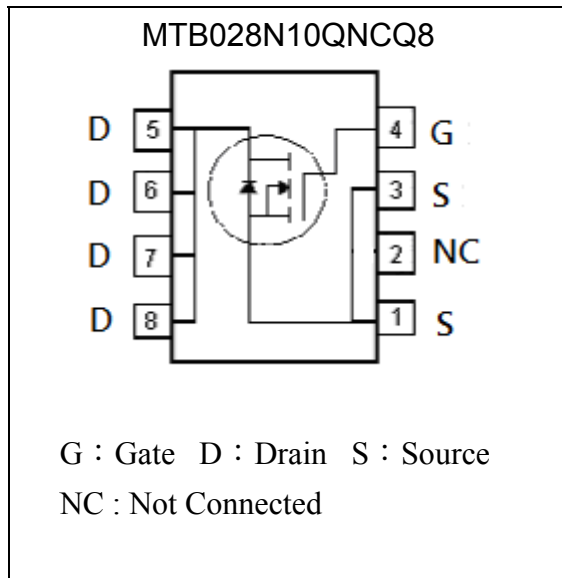 MTB028N10QNCQ8
D 5 4 G
D 6 3 S
D 7 2 NC
D 8 1 S
G：Gate D：Drain S：Source
NC : Not Connected